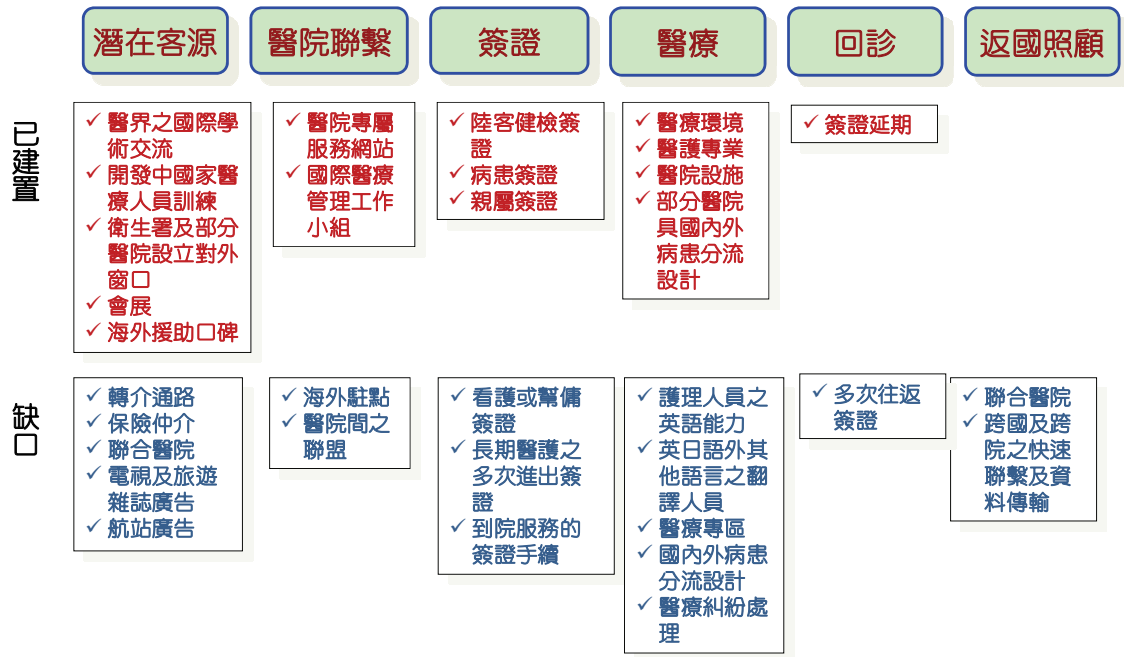 潛在客源
醫院聯繫
簽證
醫療
回診
返國照顧
已建置
✓ 醫界之國際學
術交流
✓ 開發中國家醫
療人員訓練
✓ 衛生署及部分
醫院設立對外
窗口
✓ 會展
✓ 海外援助口碑
✓ 醫院專屬
服務網站
✓ 國際醫療
管理工作
小組
✓ 陸客健檢簽
證
✓ 病患簽證
✓ 親屬簽證
✓ 醫療環境
✓ 醫護專業
✓ 醫院設施
✓ 部分醫院
具國內外
病患分流
設計
✓ 簽證延期
缺口
✓ 轉介通路
✓ 保險仲介
✓ 聯合醫院
✓ 電視及旅遊
雜誌廣告
✓ 航站廣告
✓ 海外駐點
✓ 醫院間之
聯盟
✓ 看護或幫傭
簽證
✓ 長期醫護之
多次進出簽
證
✓ 到院服務的
簽證手續
✓ 護理人員之
英語能力
✓ 英日語外其
他語言之翻
譯人員
✓ 醫療專區
✓ 國內外病患
分流設計
✓ 醫療糾紛處
理
✓ 多次往返
簽證
✓ 聯合醫院
✓ 跨國及跨
院之快速
聯繫及資
料傳輸